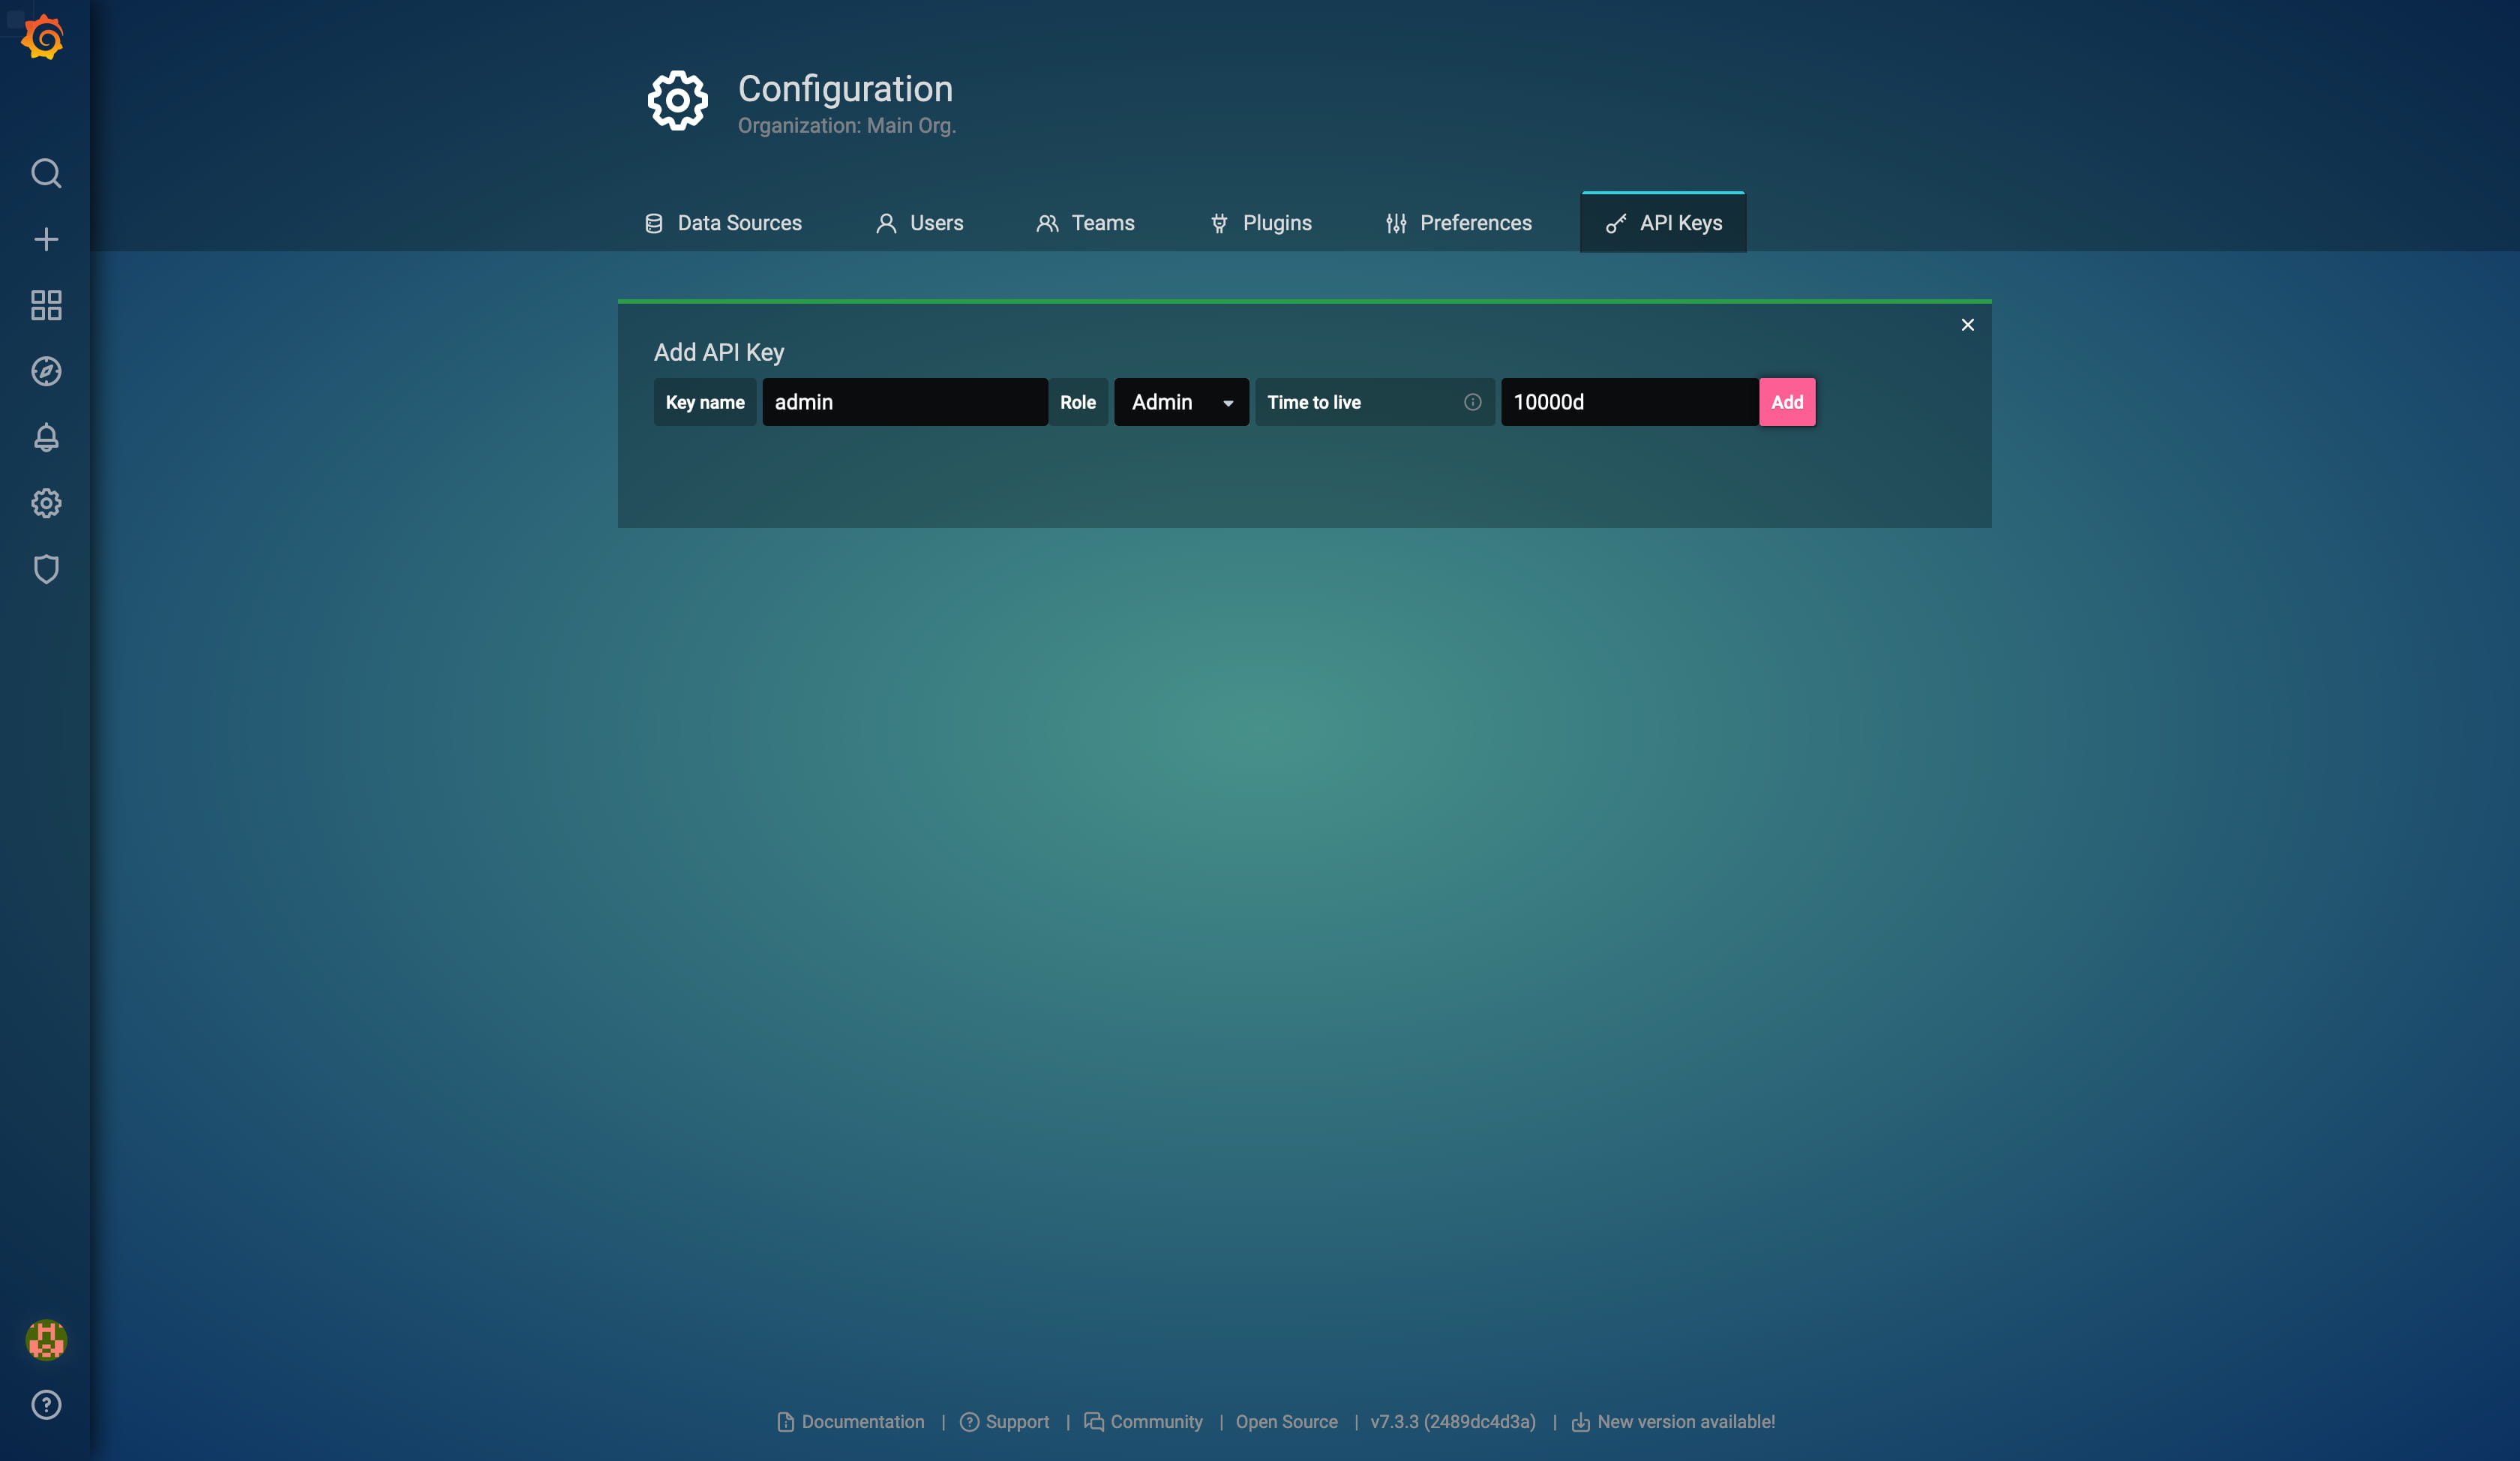 Configuration
Organization: Main Org.
Data Sources
Users
Teams
Plugins
Preferences
API Keys
Add API Key
Key name
admin
Role
Admin
Time to live
10000d
Add
Documentation | Support | Community | Open Source | v7.3.3 (2489dc4d3a) | New version available!